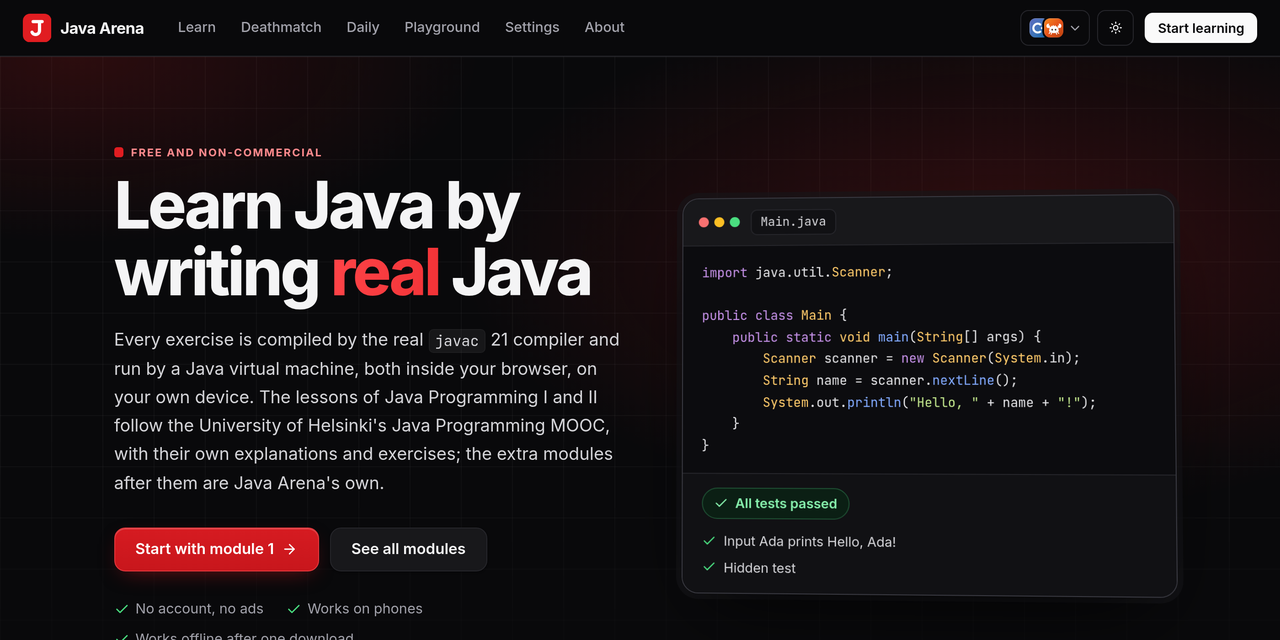 Java Arena
Learn
Deathmatch
Daily
Playground
Settings
About
Start learning
FREE AND NON-COMMERCIAL
Learn Java by
writing real Java
Every exercise is compiled by the real javac 21 compiler and
run by a Java virtual machine, both inside your browser, on
your own device. The lessons of Java Programming I and II
follow the University of Helsinki's Java Programming MOOC,
with their own explanations and exercises; the extra modules
after them are Java Arena's own.
Start with module 1 →
See all modules
No account, no ads
Works on phones
Works offline after one download
Main.java
import java.util.Scanner;
public class Main {
    public static void main(String[] args) {
        Scanner scanner = new Scanner(System.in);
        String name = scanner.nextLine();
        System.out.println("Hello, " + name + "!");
    }
}
All tests passed
Input Ada prints Hello, Ada!
Hidden test